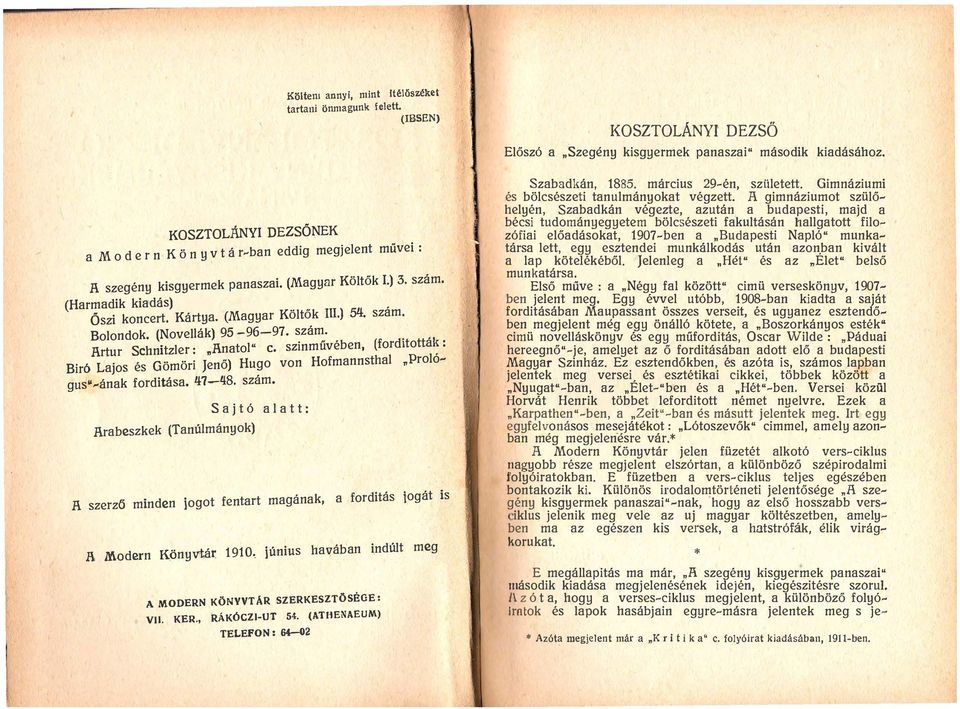 Költeni annyi, mint ítélőszéket
tartani önmagunk felett.
(IBSEN)
KOSZTOLÁNYI DEZSŐNEK
a Modern Könyvtár-ban eddig megjelent művei:
A szegény kisgyermek panaszai. (Magyar Költők I.) 3. szám.
(Harmadik kiadás)
Őszi koncert. Kártya. (Magyar Költők III.) 54. szám.
Bolondok. (Novellák) 95-96—97. szám.
Artur Schnitzler: „Anatol" c. szinművében, (forditották:
Biró Lajos és Gömöri Jenő) Hugo von Hofmannsthal „Proló-
gus"-ának forditása. 47—48. szám.
Sajtó alatt:
Arabeszkek (Tanúlmányok)
A szerző minden jogot fentart magának, a forditás jogát is
A Modern Könyvtár 1910. június havában indúlt meg
A MODERN KÖNYVTÁR SZERKESZTŐSÉGE:
VII. KER., RÁKÓCZI-UT 54. (ATHENAEUM)
TELEFON: 64—02
KOSZTOLÁNYI DEZSŐ
Előszó a „Szegény kisgyermek panaszai" második kiadásához.
Szabadkán, 1885. március 29-én, született. Gimnáziumi
és bölcsészeti tanulmányokat végzett. A gimnáziumot szülő-
helyén, Szabadkán végezte, azután a budapesti, majd a
bécsi tudományegyetem bölcsészeti fakultásán hallgatott filo-
zófiai előadásokat, 1907-ben a „Budapesti Napló" munka-
társa lett, egy esztendei munkálkodás után azonban kivált
a lap kötelékéből. Jelenleg a „Hét" és az „Élet" belső
munkatársa.
Első műve: a „Négy fal között" cimü verseskönyv, 1907-
ben jelent meg. Egy évvel utóbb, 1908-ban kiadta a saját
forditásában Maupassant összes verseit, és ugyanez esztendő-
ben megjelent még egy önálló kötete, a „Boszorkányos esték"
cimü novelláskönyv és egy műforditás, Oscar Wilde: „Páduai
hereegnő"-je, amelyet az ő forditásában adott elő a budapesti
Magyar Szinház. Ez esztendőkben, és azóta is, számos lapban
jelentek meg versei és esztétikai cikkei, többek között a
„Nyugat"-ban, az „Élet-"ben és a „Hét"-ben. Versei közül
Horvát Henrik többet leforditott német nyelvre. Ezek a
„Karpathen"-ben, a „Zeit"-ban és másutt jelentek meg. Irt egy
egyfelvonásos mesejátékot: „Lótoszevők" cimmel, amely azon-
ban még megjelenésre vár.*
A Modern Könyvtár jelen füzetét alkotó vers-ciklus
nagyobb része megjelent elszórtan, a különböző szépirodalmi
folyóiratokban. E füzetben a vers-ciklus teljes egészében
bontakozik ki. Különös irodalomtörténeti jelentősége „A sze-
gény kisgyermek panaszai"-nak, hogy az első hosszabb vers-
ciklus jelenik meg vele az uj magyar költészetben, amely-
ben ma az egészen kis versek, a hatstrófák, élik virág-
korukat.
*
E megállapitás ma már, „A szegény kisgyermek panaszai"
második kiadása megjelenésének idején, kiegészitésre szorul.
Azóta, hogy a verses-ciklus megjelent, a különböző folyó-
iratok és lapok hasábjain egyre-másra jelentek meg s je-
* Azóta megjelent már a „Kritika" c. folyóirat kiadásában, 1911-ben.